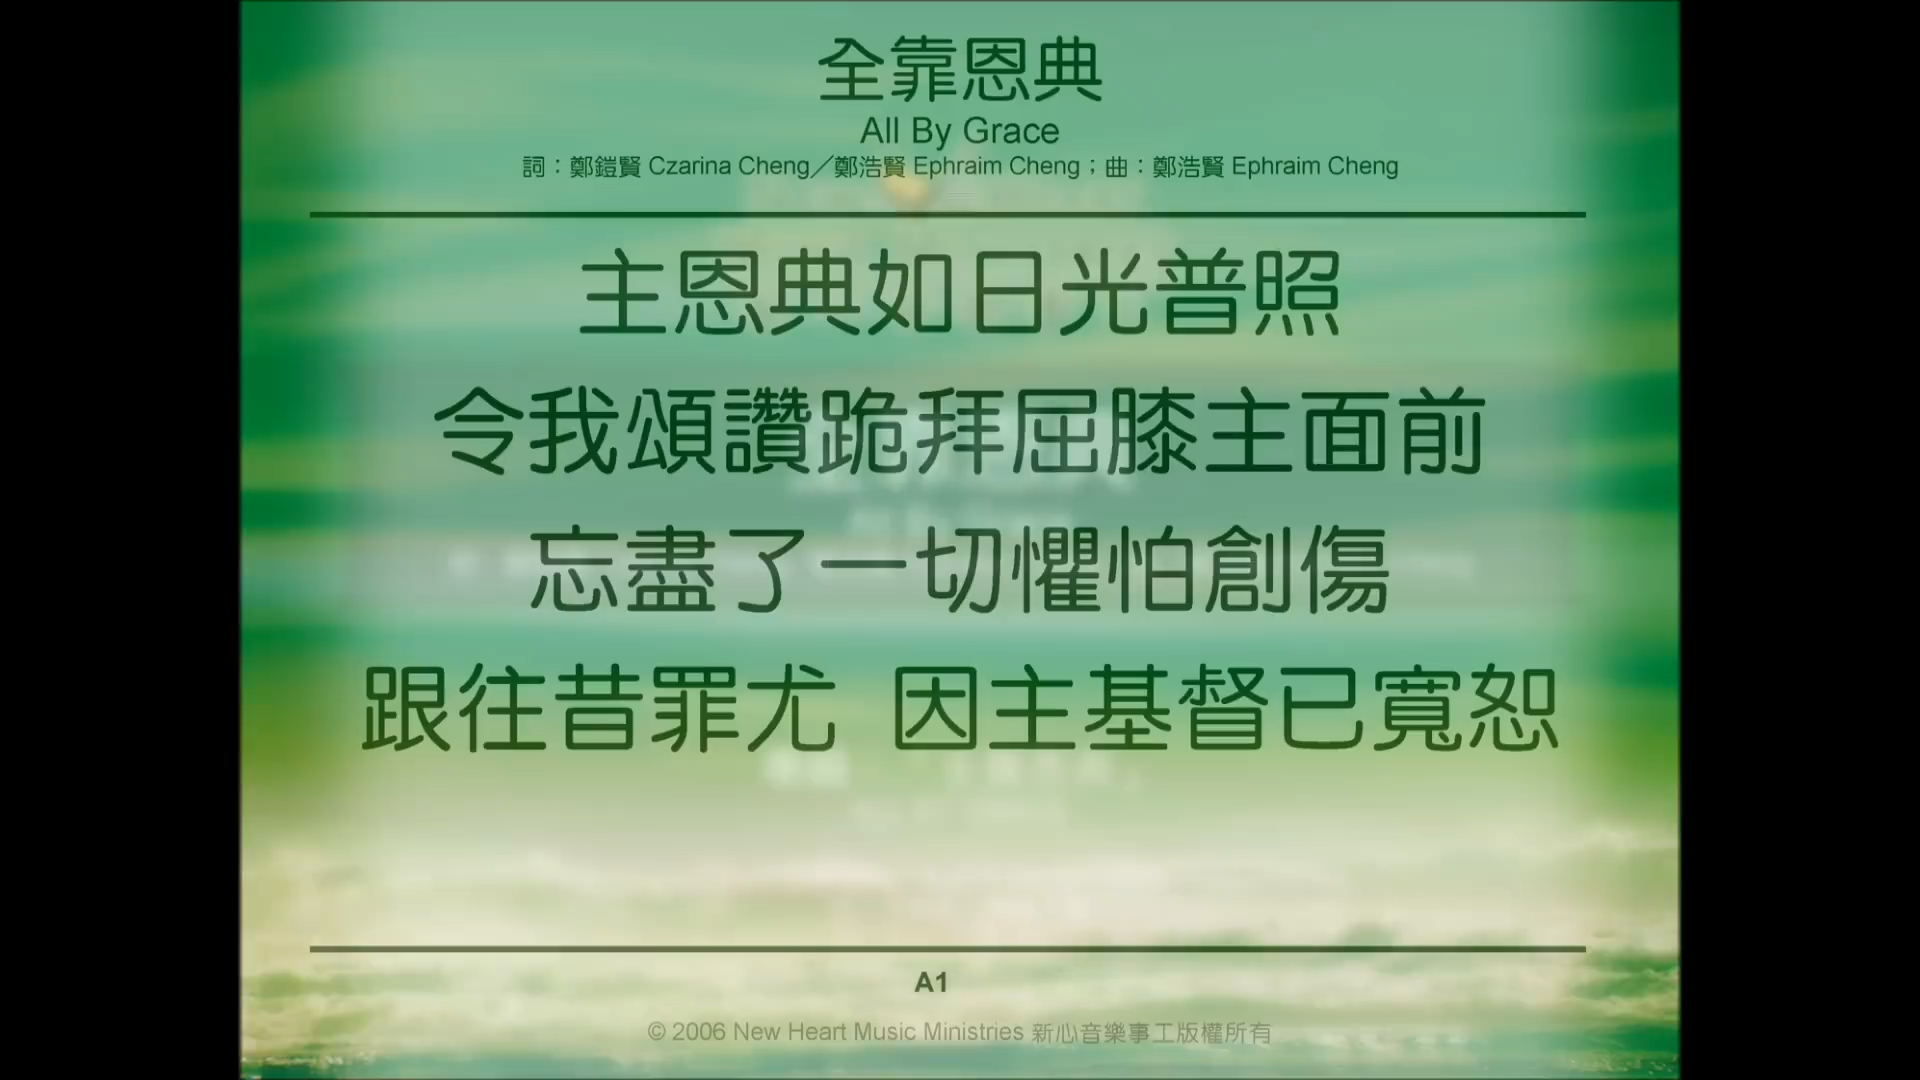 全靠恩典
All By Grace
詞：鄭鎧賢 Czarina Cheng／鄭浩賢 Ephraim Cheng；曲：鄭浩賢 Ephraim Cheng
主恩典如日光普照
令我頌讚跪拜屈膝主面前
忘盡了一切懼怕創傷
跟往昔罪尤 因主基督已寬恕
A1
© 2006 New Heart Music Ministries 新心音樂事工版權所有